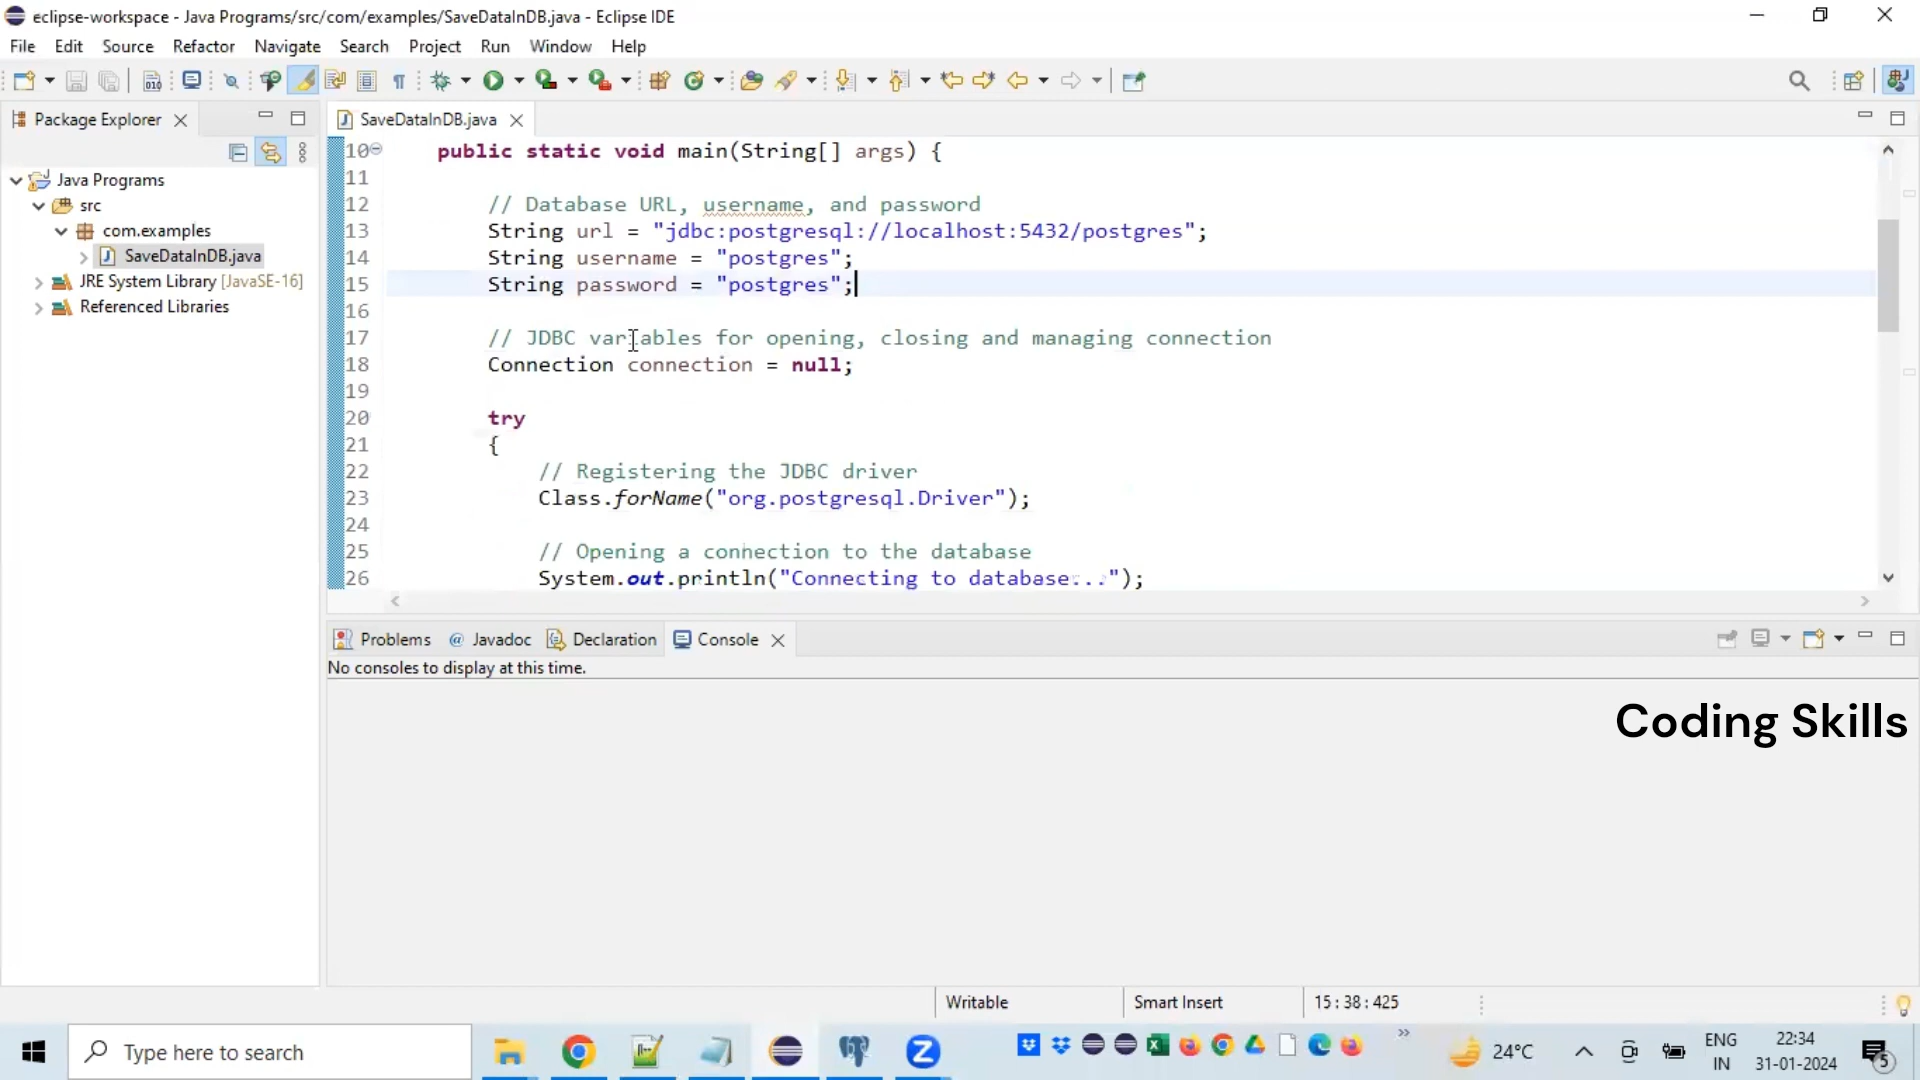 eclipse-workspace - Java Programs/src/com/examples/SaveDataInDB.java - Eclipse IDE
File Edit Source Refactor Navigate Search Project Run Window Help
Package Explorer
Java Programs
src
com.examples
SaveDataInDB.java
JRE System Library [JavaSE-16]
Referenced Libraries
SaveDataInDB.java
10 public static void main(String[] args) {
11
12 // Database URL, username, and password
13 String url = "jdbc:postgresql://localhost:5432/postgres";
14 String username = "postgres";
15 String password = "postgres";
16
17 // JDBC variables for opening, closing and managing connection
18 Connection connection = null;
19
20 try
21 {
22 // Registering the JDBC driver
23 Class.forName("org.postgresql.Driver");
24
25 // Opening a connection to the database
26 System.out.println("Connecting to database...");
Problems @ Javadoc Declaration Console
No consoles to display at this time.
Coding Skills
Writable Smart Insert 15 : 38 : 425
Type here to search
24°C
ENG
IN
22:34
31-01-2024
5